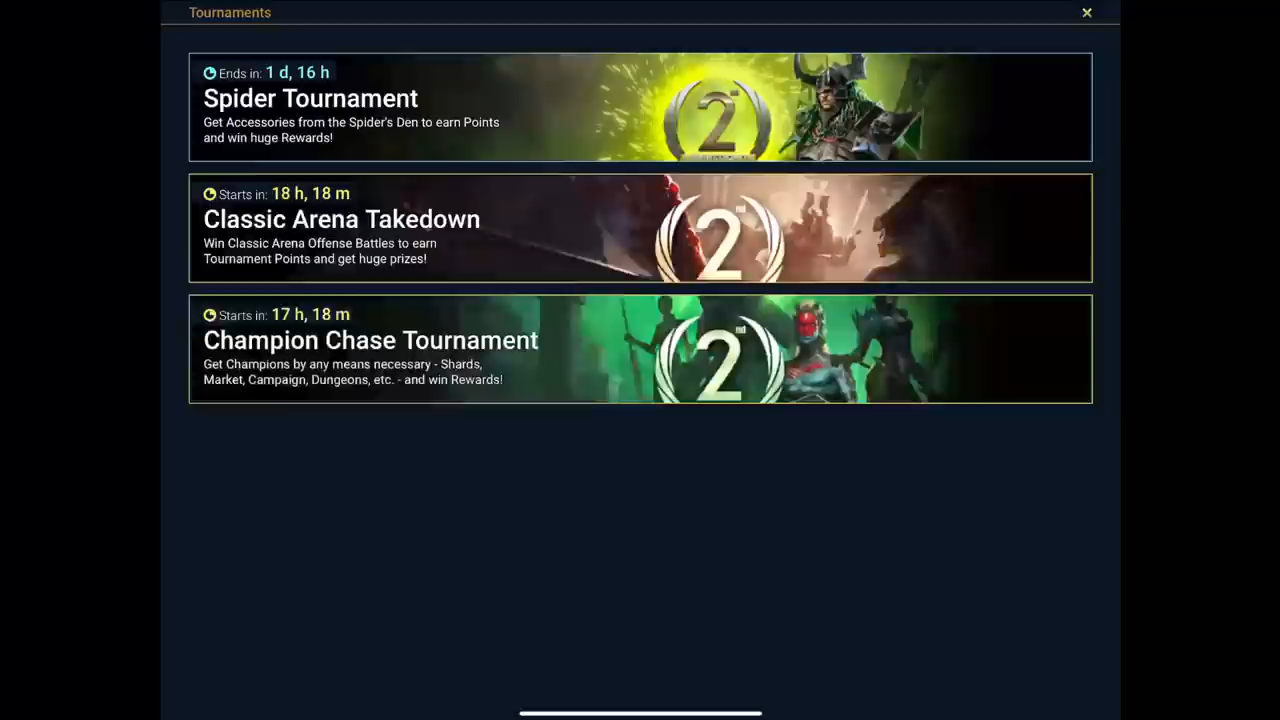 Tournaments
Ends in: 1 d, 16 h
Spider Tournament
Get Accessories from the Spider's Den to earn Points
and win huge Rewards!
2nd
Starts in: 18 h, 18 m
Classic Arena Takedown
Win Classic Arena Offense Battles to earn
Tournament Points and get huge prizes!
2nd
Starts in: 17 h, 18 m
Champion Chase Tournament
Get Champions by any means necessary - Shards,
Market, Campaign, Dungeons, etc. - and win Rewards!
2nd